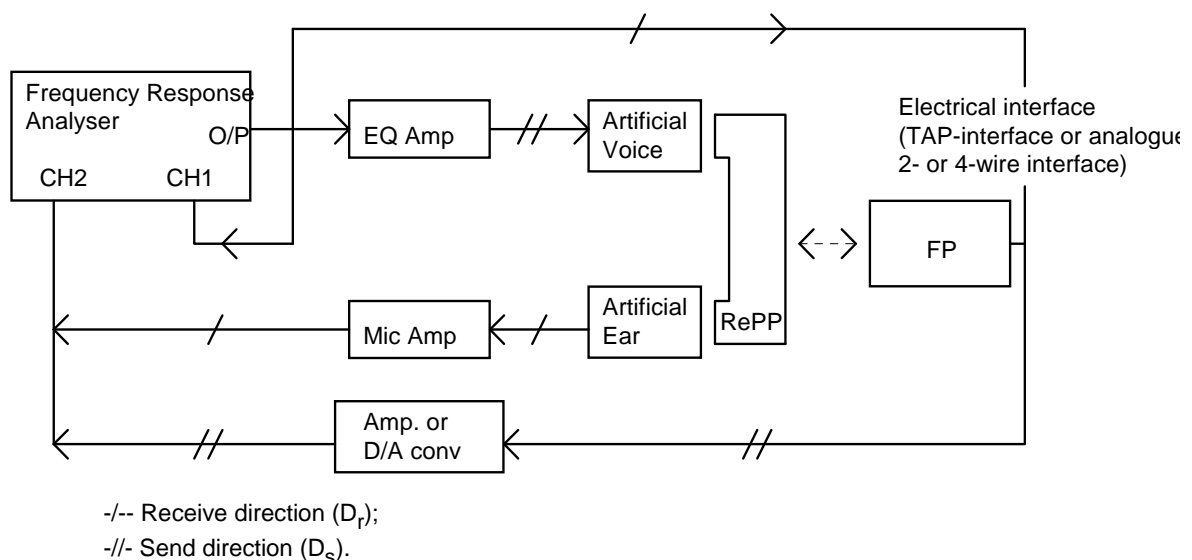 Frequency Response
Analyser
O/P
CH2
CH1
EQ Amp
Artificial
Voice
Electrical interface
(TAP-interface or analogue
2- or 4-wire interface)
FP
Mic Amp
Artificial
Ear
RePP
Amp. or
D/A conv
-/-- Receive direction (Dr);
-//- Send direction (Ds).